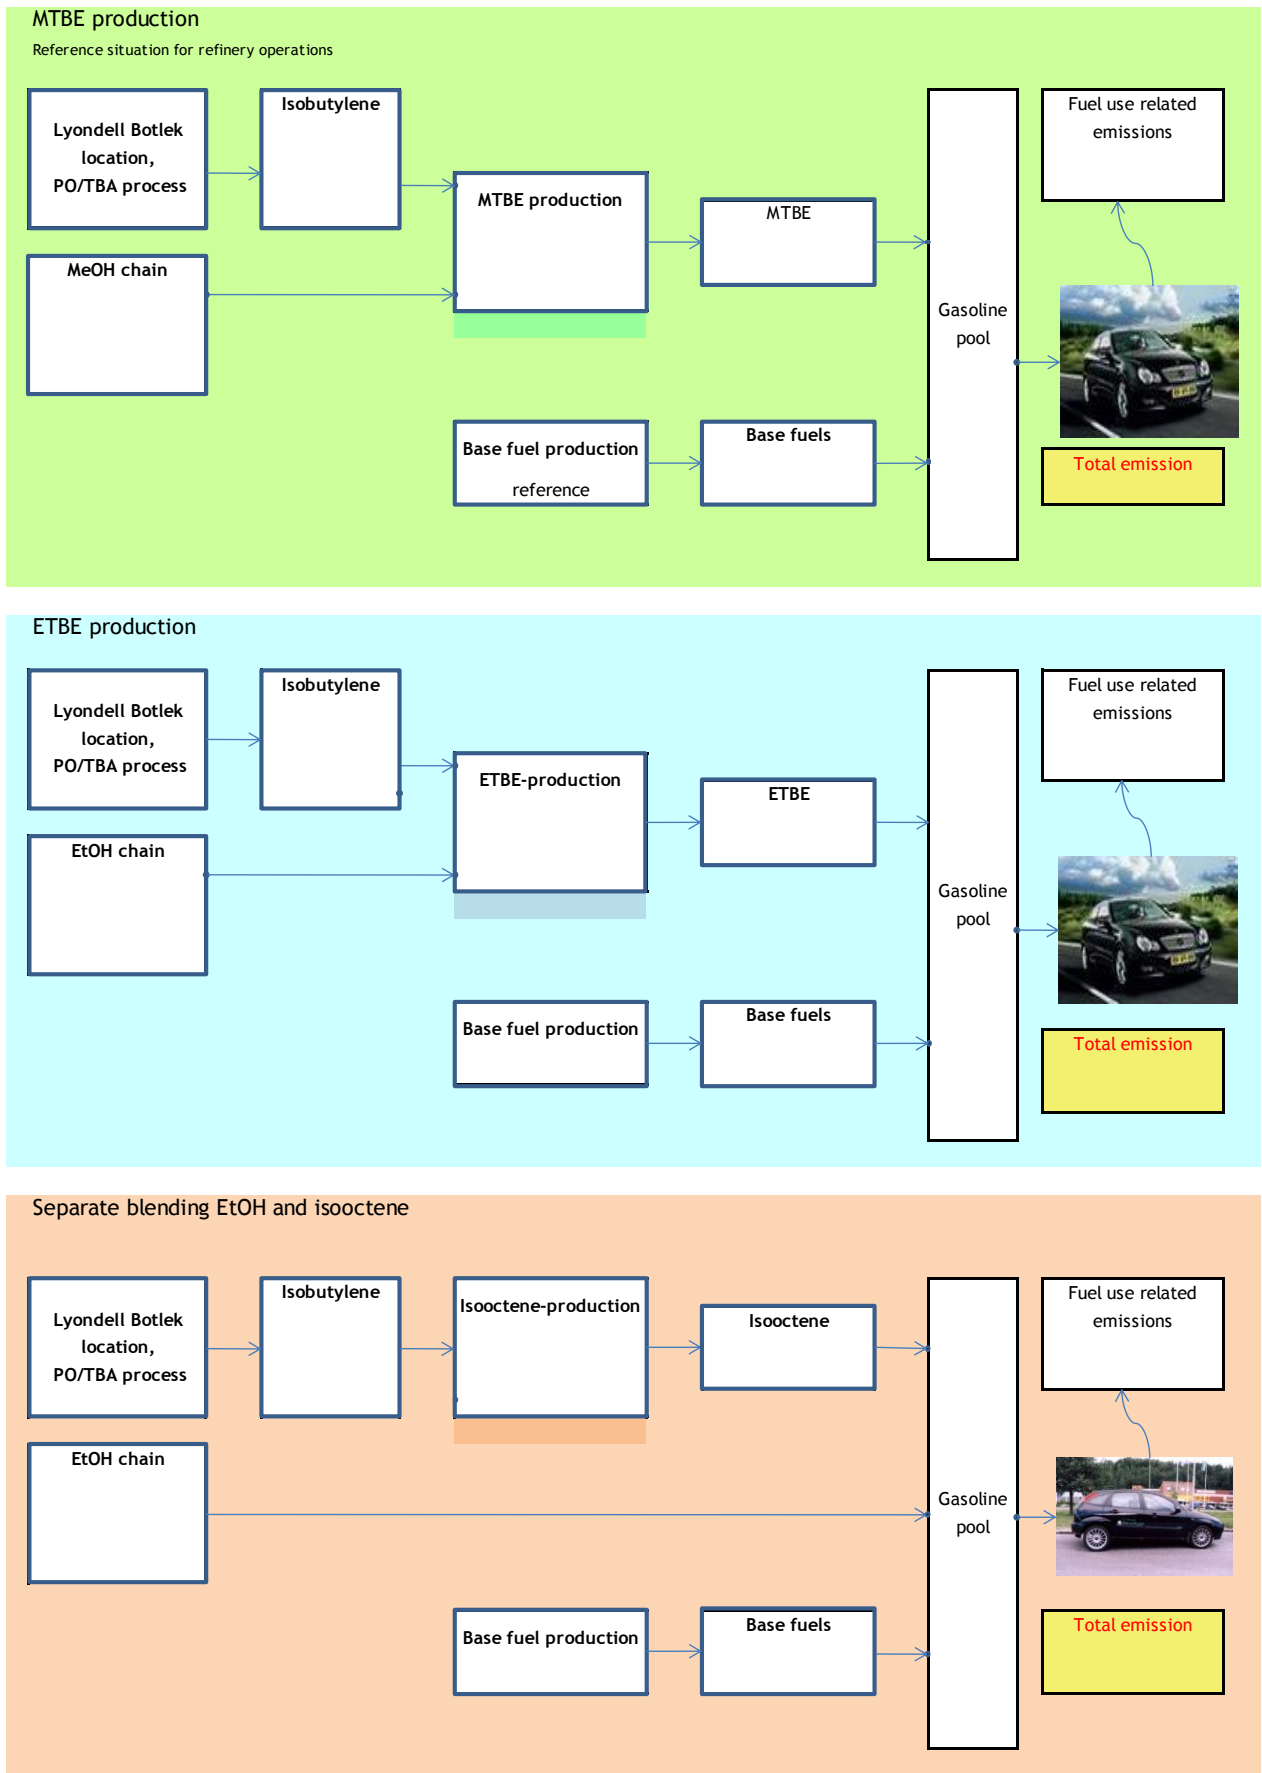 MTBE production
Reference situation for refinery operations
Lyondell Botlek
location,
PO/TBA process
Isobutylene
MTBE production
MTBE
Gasoline
pool
Fuel use related
emissions
MeOH chain
Base fuel production
reference
Base fuels
Total emission
ETBE production
Lyondell Botlek
location,
PO/TBA process
Isobutylene
ETBE-production
ETBE
Gasoline
pool
Fuel use related
emissions
EtOH chain
Base fuel production
Base fuels
Total emission
Separate blending EtOH and isooctene
Lyondell Botlek
location,
PO/TBA process
Isobutylene
Isooctene-production
Isooctene
Gasoline
pool
Fuel use related
emissions
EtOH chain
Base fuel production
Base fuels
Total emission